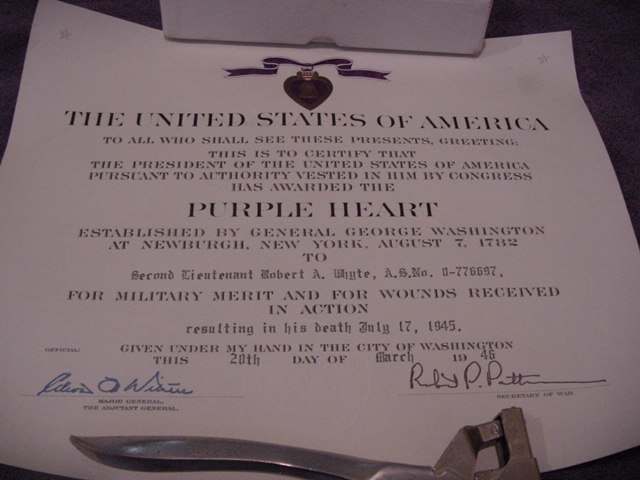 THE UNITED STATES OF AMERICA
TO ALL WHO SHALL SEE THESE PRESENTS, GREETING:
THIS IS TO CERTIFY THAT
THE PRESIDENT OF THE UNITED STATES OF AMERICA
PURSUANT TO AUTHORITY VESTED IN HIM BY CONGRESS
HAS AWARDED THE
PURPLE HEART
ESTABLISHED BY GENERAL GEORGE WASHINGTON
AT NEWBURGH, NEW YORK, AUGUST 7, 1782
TO
Second Lieutenant Robert A. Whyte, A.S.No. O-776697,
FOR MILITARY MERIT AND FOR WOUNDS RECEIVED
IN ACTION
resulting in his death July 17, 1945.
OFFICIAL: GIVEN UNDER MY HAND IN THE CITY OF WASHINGTON
THIS 20th DAY OF March 19 46
Robert P. Patterson
MAJOR GENERAL
THE ADJUTANT GENERAL.
SECRETARY OF WAR